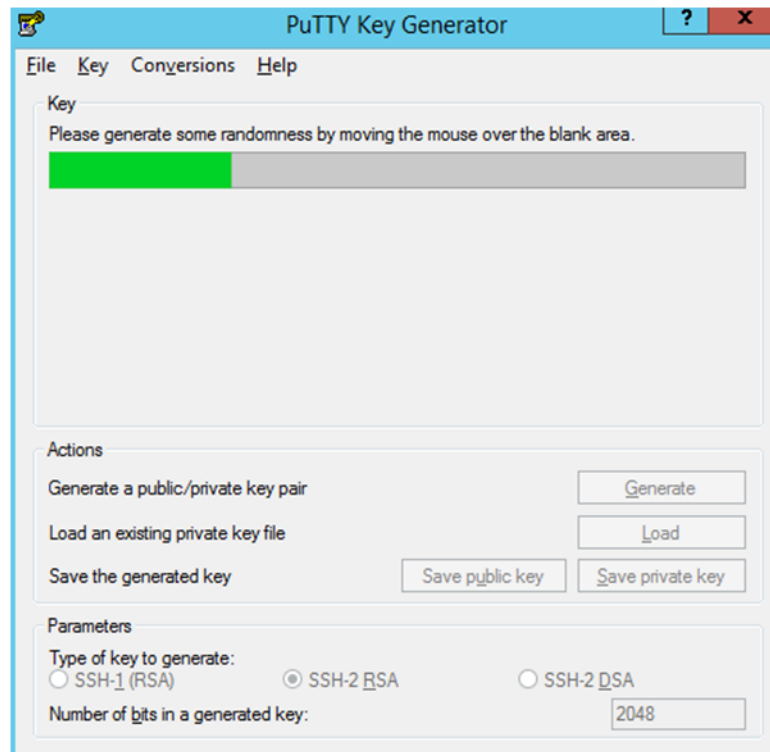 PuTTY Key Generator
? x
File Key Conversions Help
Key
Please generate some randomness by moving the mouse over the blank area.
Actions
Generate a public/private key pair Generate
Load an existing private key file Load
Save the generated key Save public key Save private key
Parameters
Type of key to generate:
SSH-1 (RSA) SSH-2 RSA SSH-2 DSA
Number of bits in a generated key: 2048